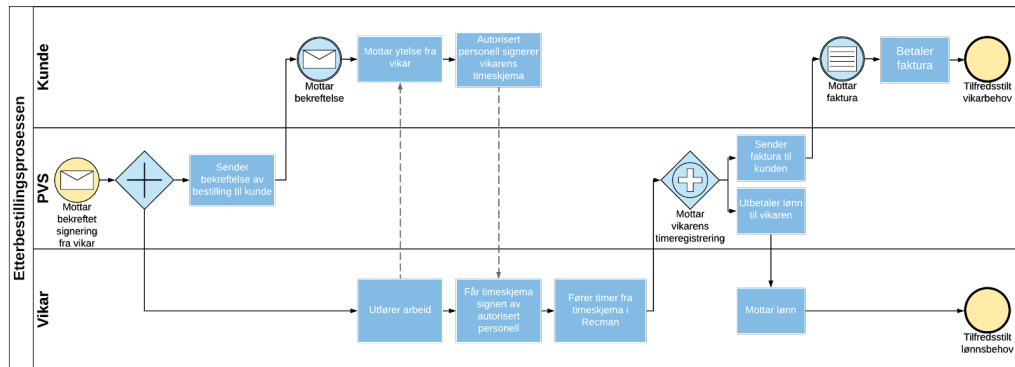 Etterbestillingsprosessen
Kunde
Mottar
bekreftelse
Mottar ytelse fra
vikar
Autorisert
personell signerer
vikarens
timeskjema
Mottar
faktura
Betaler
faktura
Tilfredsstilt
vikarbehov
PVS
Mottar
bekreftet
signering
fra vikar
Sender
bekreftelse av
bestilling til kunde
Mottar
vikarens
timeregistrering
Sender
faktura til
kunden
Utbetaler lønn
til vikaren
Vikar
Utfører arbeid
Får timeskjema
signert av
autorisert
personell
Fører timer fra
timeskjema i
Recman
Mottar lønn
Tilfredsstilt
lønnsbehov